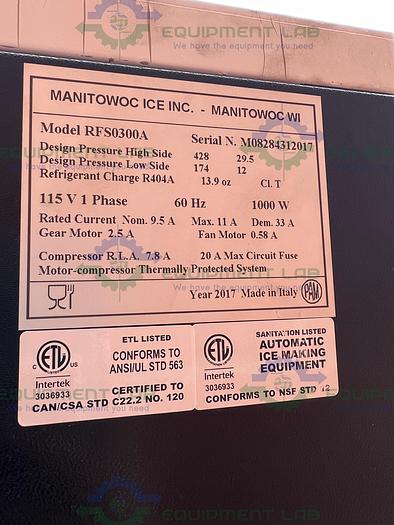 EQUIPMENT LAB
We have the equipment you need!
MANITOWOC ICE INC. - MANITOWOC WI
Model RFS0300A
Serial N. M08284312017
Design Pressure High Side 428 29.5
Design Pressure Low Side 174 12
Refrigerant Charge R404A 13.9 oz Cl. T
115 V 1 Phase 60 Hz 1000 W
Rated Current Nom. 9.5 A Max. 11 A Dem. 33 A
Gear Motor 2.5 A Fan Motor 0.58 A
Compressor R.L.A. 7.8 A 20 A Max Circuit Fuse
Motor-compressor Thermally Protected System
Year 2017 Made in Italy PAM
ETL LISTED
CONFORMS TO
ANSI/UL STD 563
C ETL US
Intertek
3036933
CERTIFIED TO
CAN/CSA STD C22.2 NO. 120
SANITATION LISTED
AUTOMATIC
ICE MAKING
EQUIPMENT
ETL
Intertek
3036933
CONFORMS TO NSF STD 12
EQUIPMENT LAB